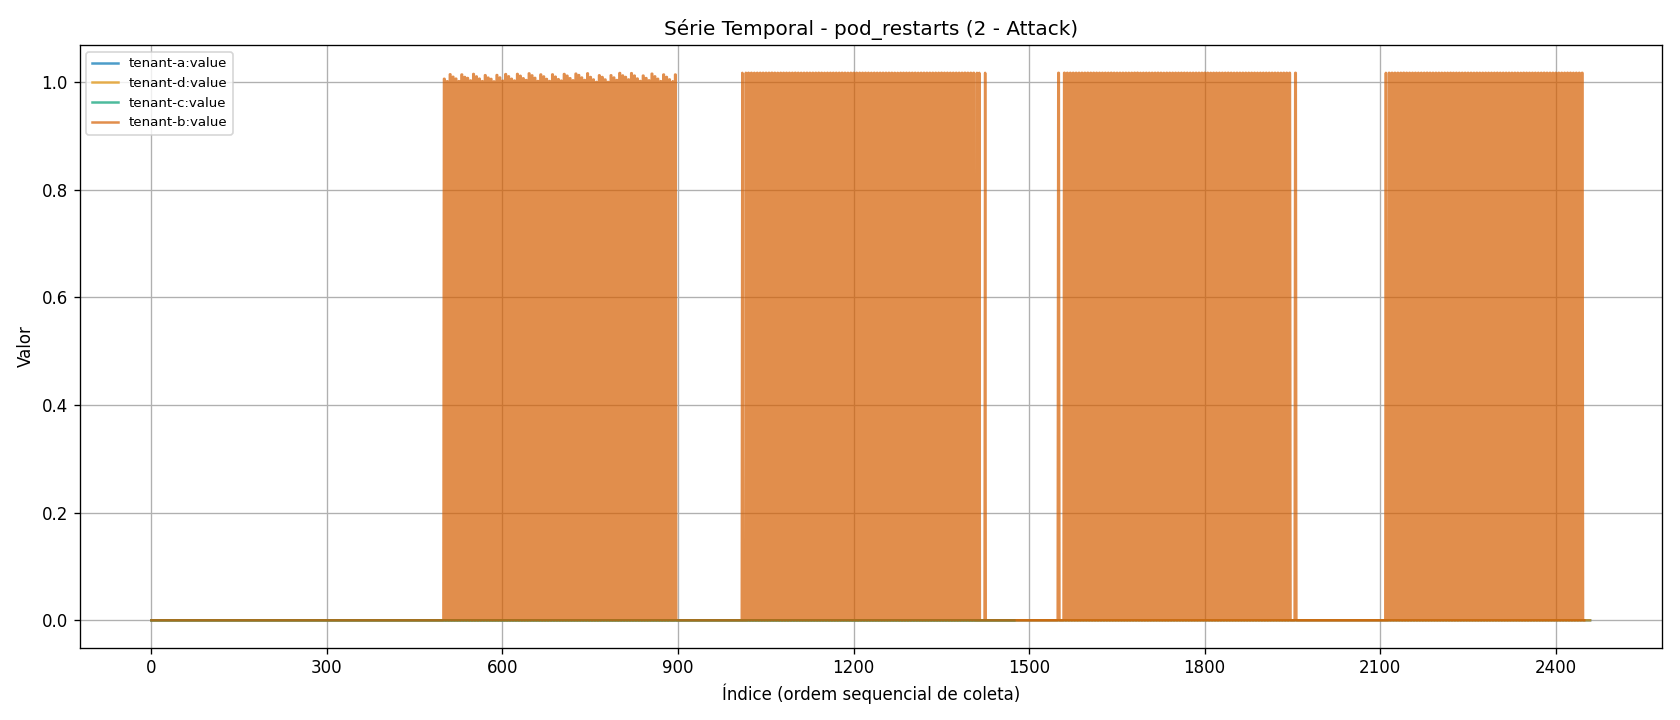 Série Temporal - pod_restarts (2 - Attack)
tenant-a:value
tenant-d:value
tenant-c:value
tenant-b:value
1.0
0.8
0.6
0.4
0.2
0.0
Valor
0 300 600 900 1200 1500 1800 2100 2400
Índice (ordem sequencial de coleta)